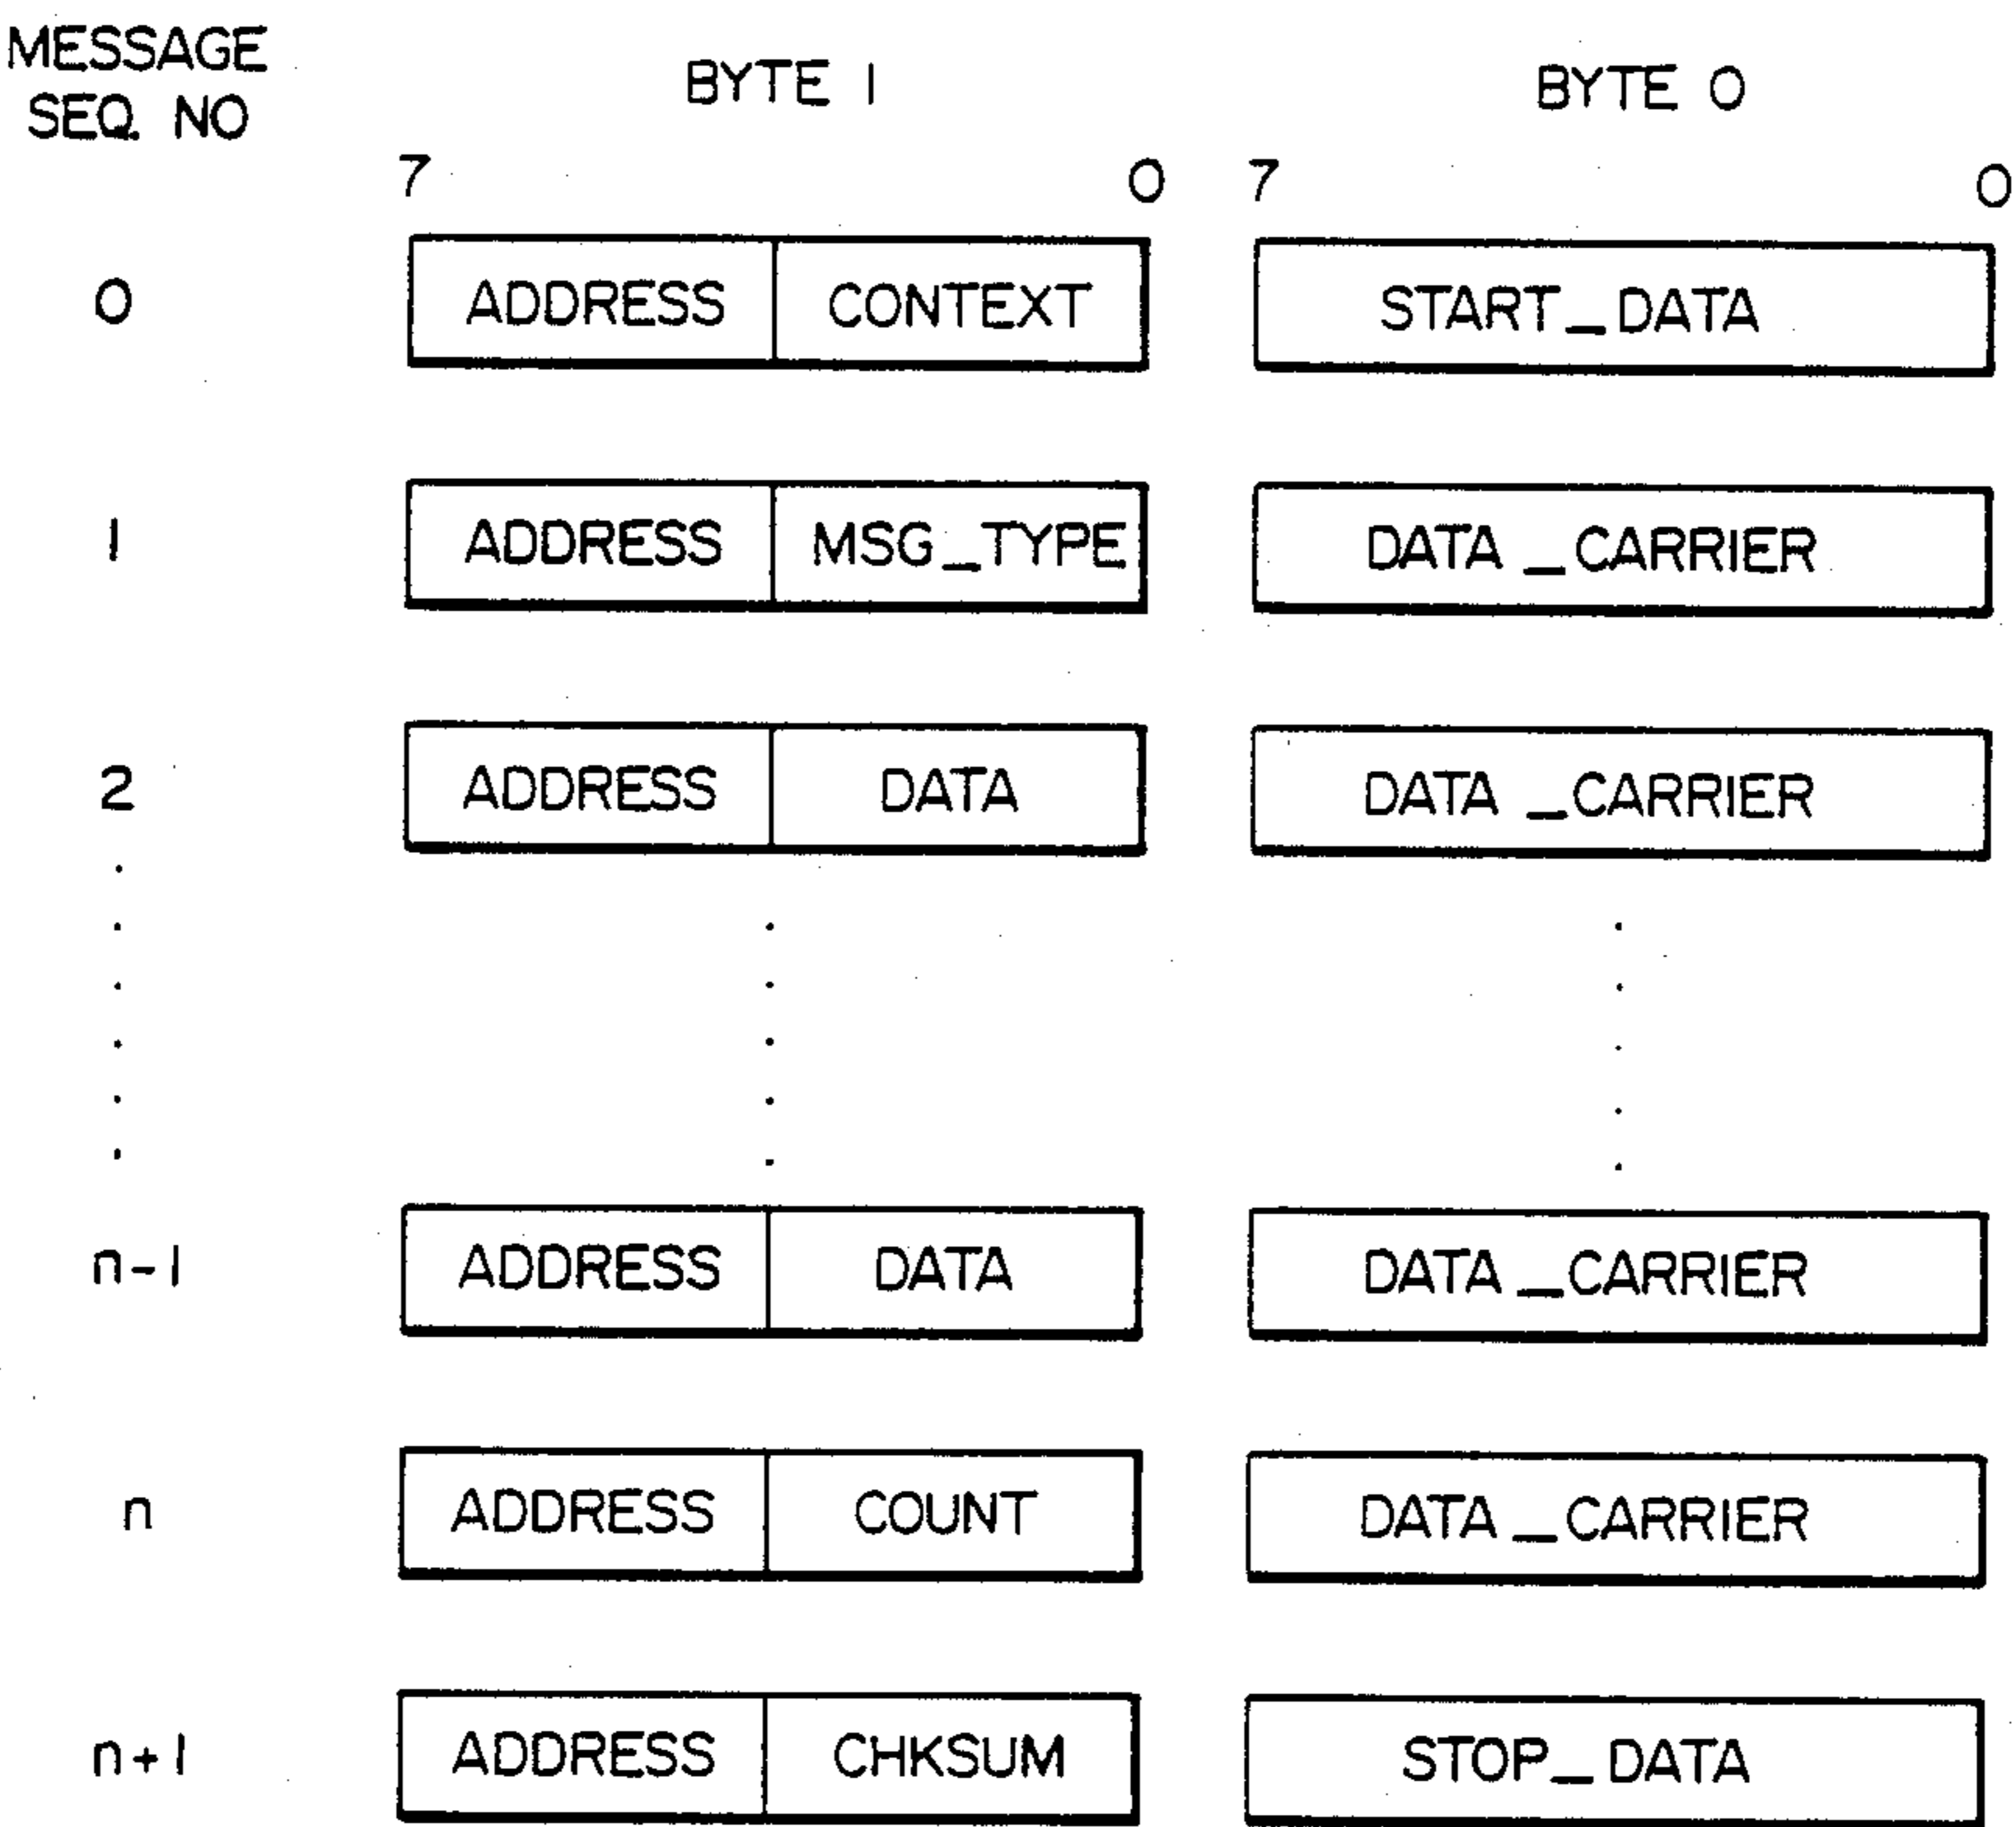 MESSAGE
SEQ. NO
BYTE 1
BYTE 0
7 0 7 0
0 ADDRESS CONTEXT START_DATA
1 ADDRESS MSG_TYPE DATA_CARRIER
2 ADDRESS DATA DATA_CARRIER
n-1 ADDRESS DATA DATA_CARRIER
n ADDRESS COUNT DATA_CARRIER
n+1 ADDRESS CHKSUM STOP_DATA